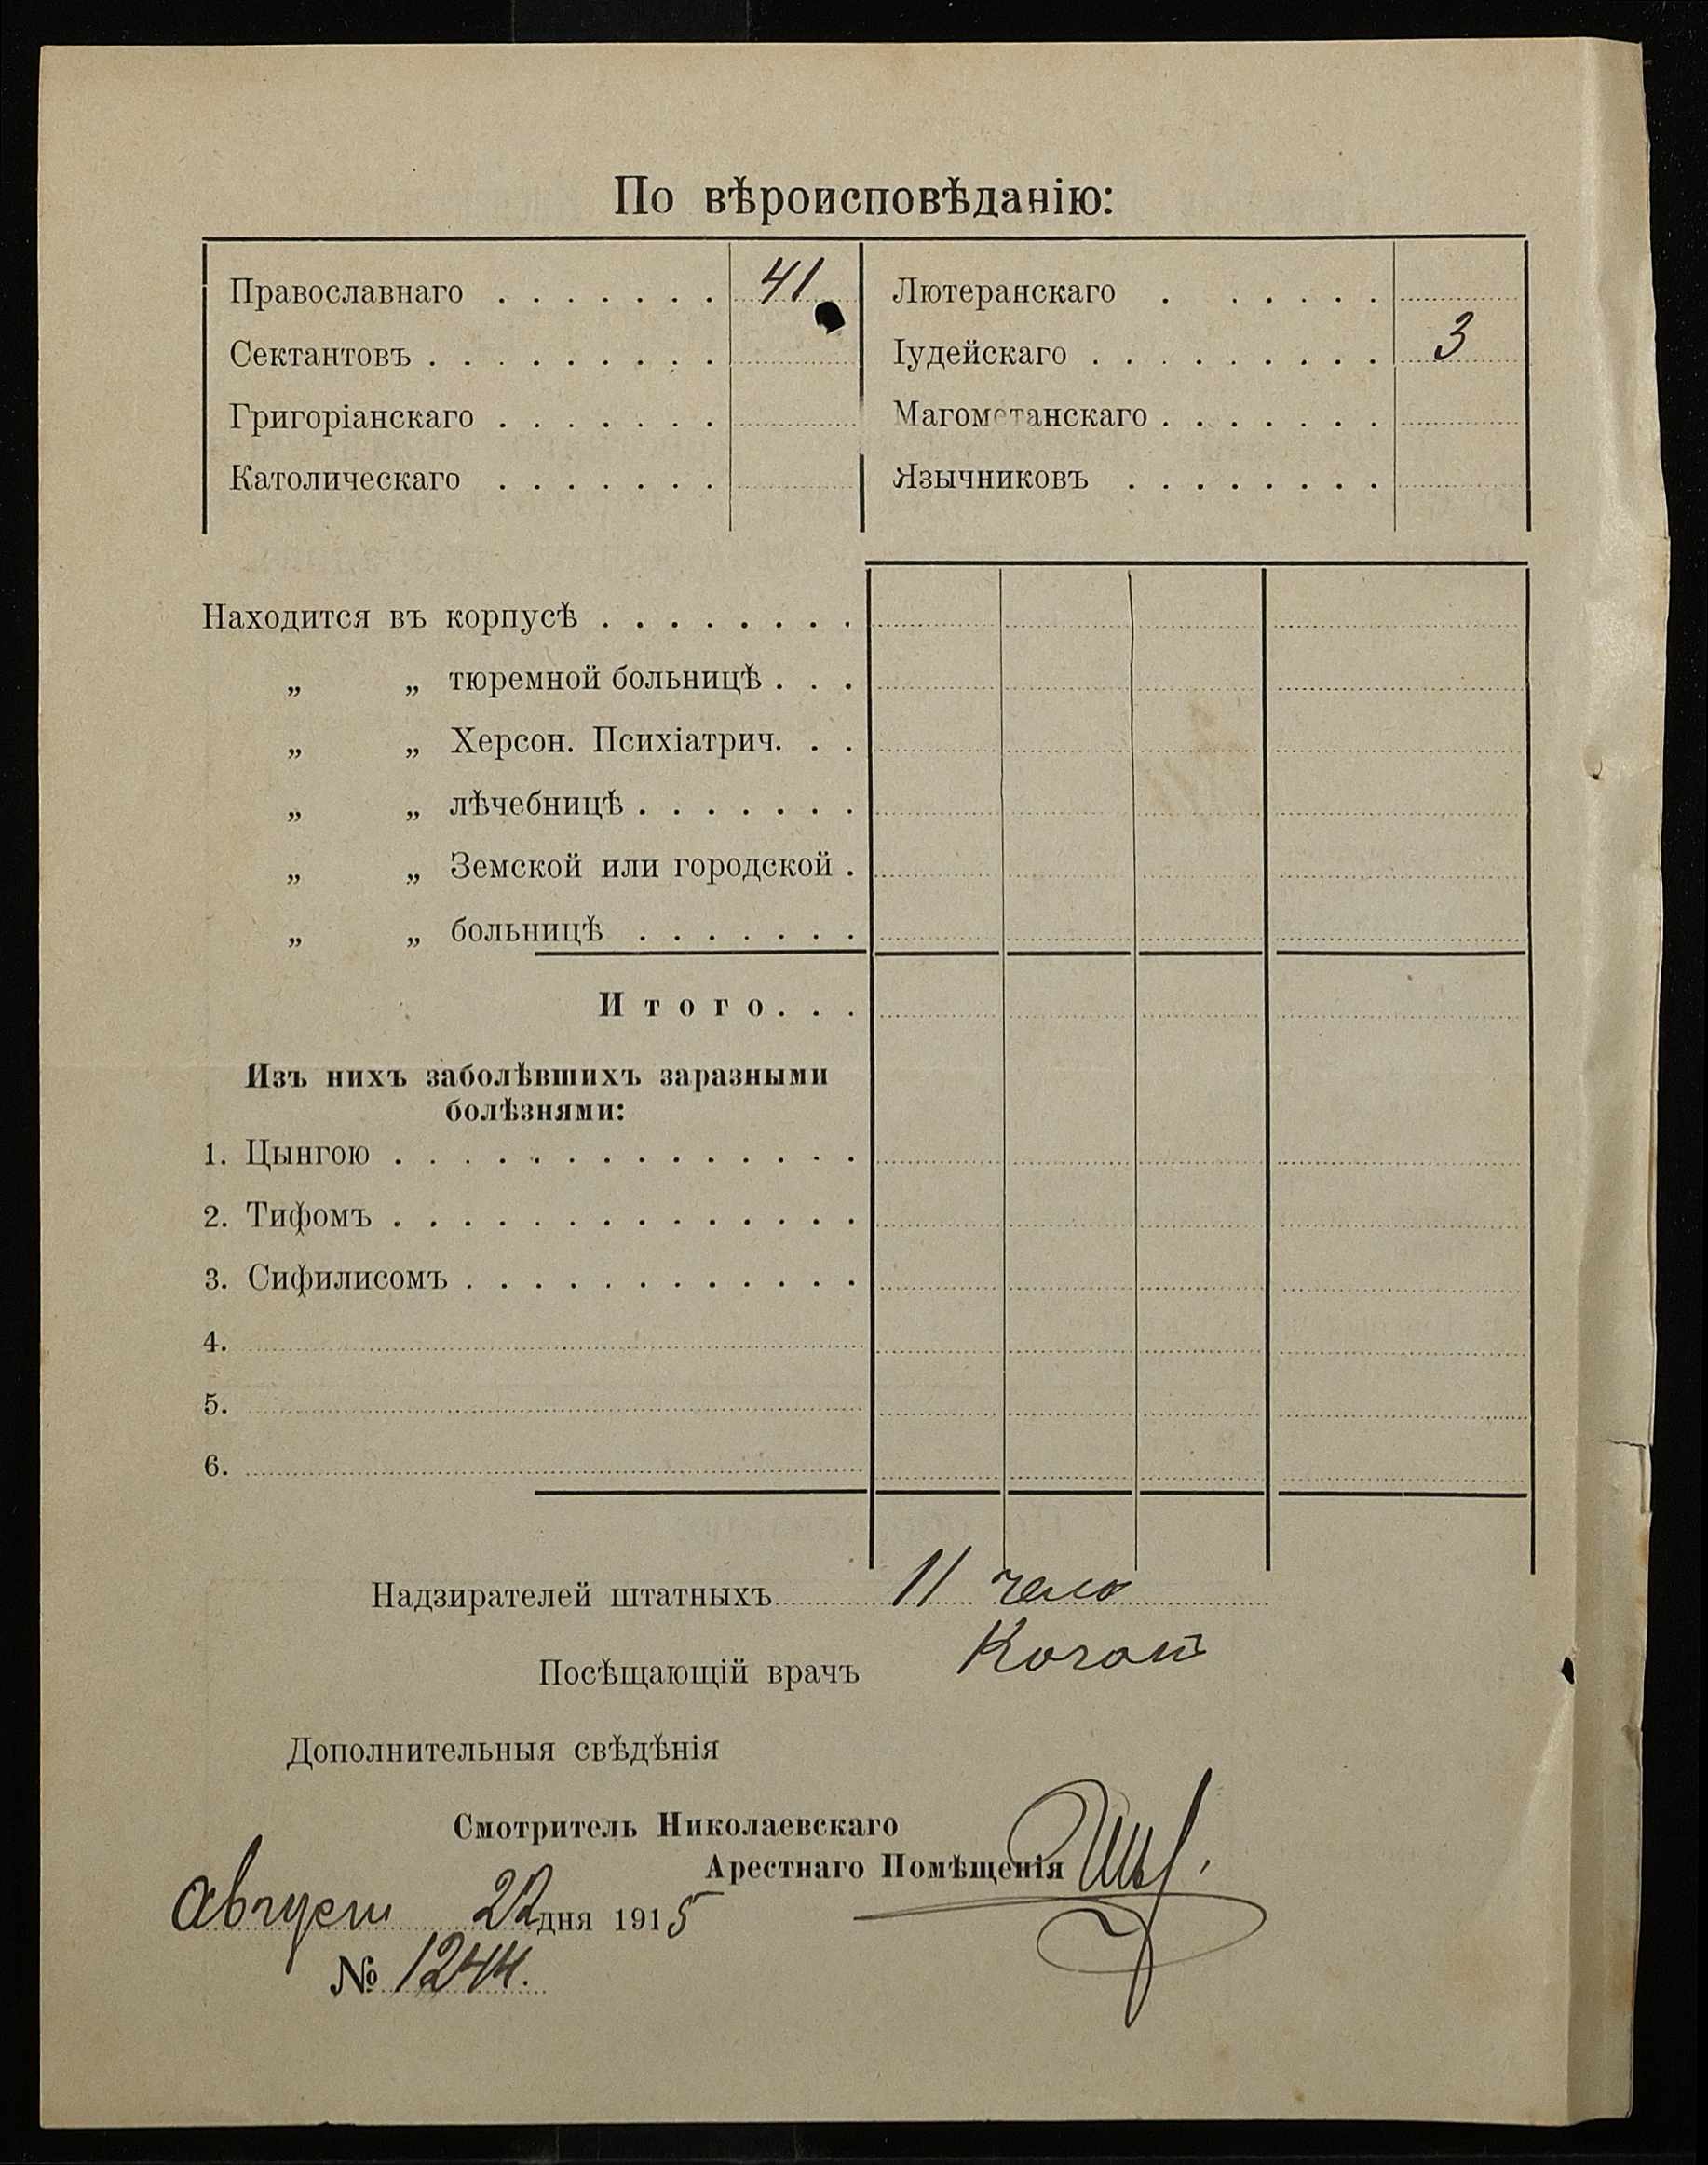 По вѣроисповѣданію:
Православнаго . . . . . . . 41
Лютеранскаго . . . . . .
Сектантовъ . . . . . . . . .
Іудейскаго . . . . . . . . . 3
Григоріанскаго . . . . . . .
Магометанскаго . . . . . . .
Католическаго . . . . . . .
Язычниковъ . . . . . . . .
Находится въ корпусѣ . . . . . . . .
„ „ тюремной больницѣ . . .
„ „ Херсон. Психіатрич. . .
„ „ лѣчебницѣ . . . . . . .
„ „ Земской или городской .
„ „ больницѣ . . . . . . .
Итого . . .
Изъ нихъ заболѣвшихъ заразными
болѣзнями:
1. Цынгою . . . . . . . . . . . . . .
2. Тифомъ . . . . . . . . . . . . . .
3. Сифилисомъ . . . . . . . . . . . .
4.
5.
6.
Надзирателей штатныхъ 11 чело
Посѣщающій врачъ
Дополнительныя свѣдѣнія
Смотритель Николаевскаго
Арестнаго Помѣщенія
Август 22 дня 1915
№ 1244.